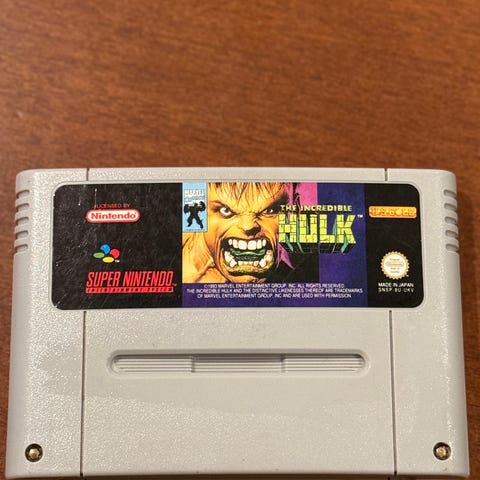 LICENSED BY
Nintendo
SUPER NINTENDO
ENTERTAINMENT SYSTEM
MARVEL
COMICS
THE INCREDIBLE
HULK™
U.S. GOLD
©1993 MARVEL ENTERTAINMENT GROUP, INC. ALL RIGHTS RESERVED.
THE INCREDIBLE HULK AND THE DISTINCTIVE LIKENESSES THEREOF ARE TRADEMARKS
OF MARVEL ENTERTAINMENT GROUP, INC AND ARE USED WITH PERMISSION.
MADE IN JAPAN
SNSP 8U UKV